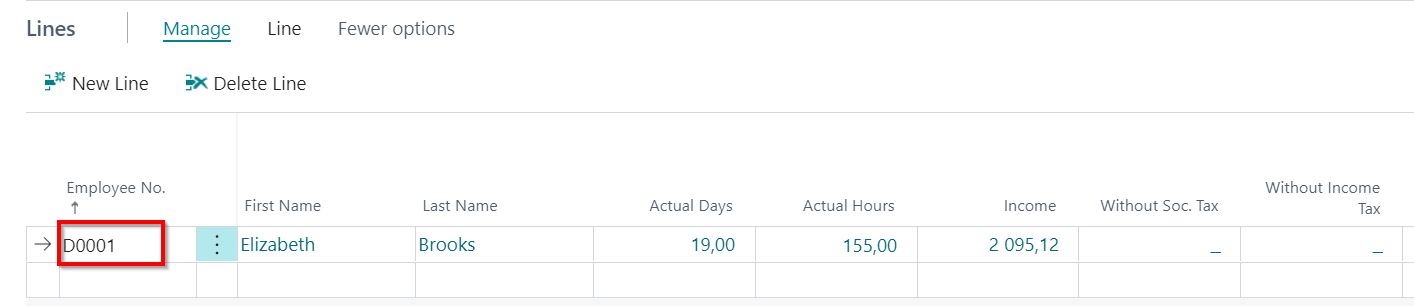 Lines Manage Line Fewer options
New Line Delete Line
Employee No. First Name Last Name Actual Days Actual Hours Income Without Soc. Tax Without Income Tax
D0001 Elizabeth Brooks 19,00 155,00 2 095,12 _ _